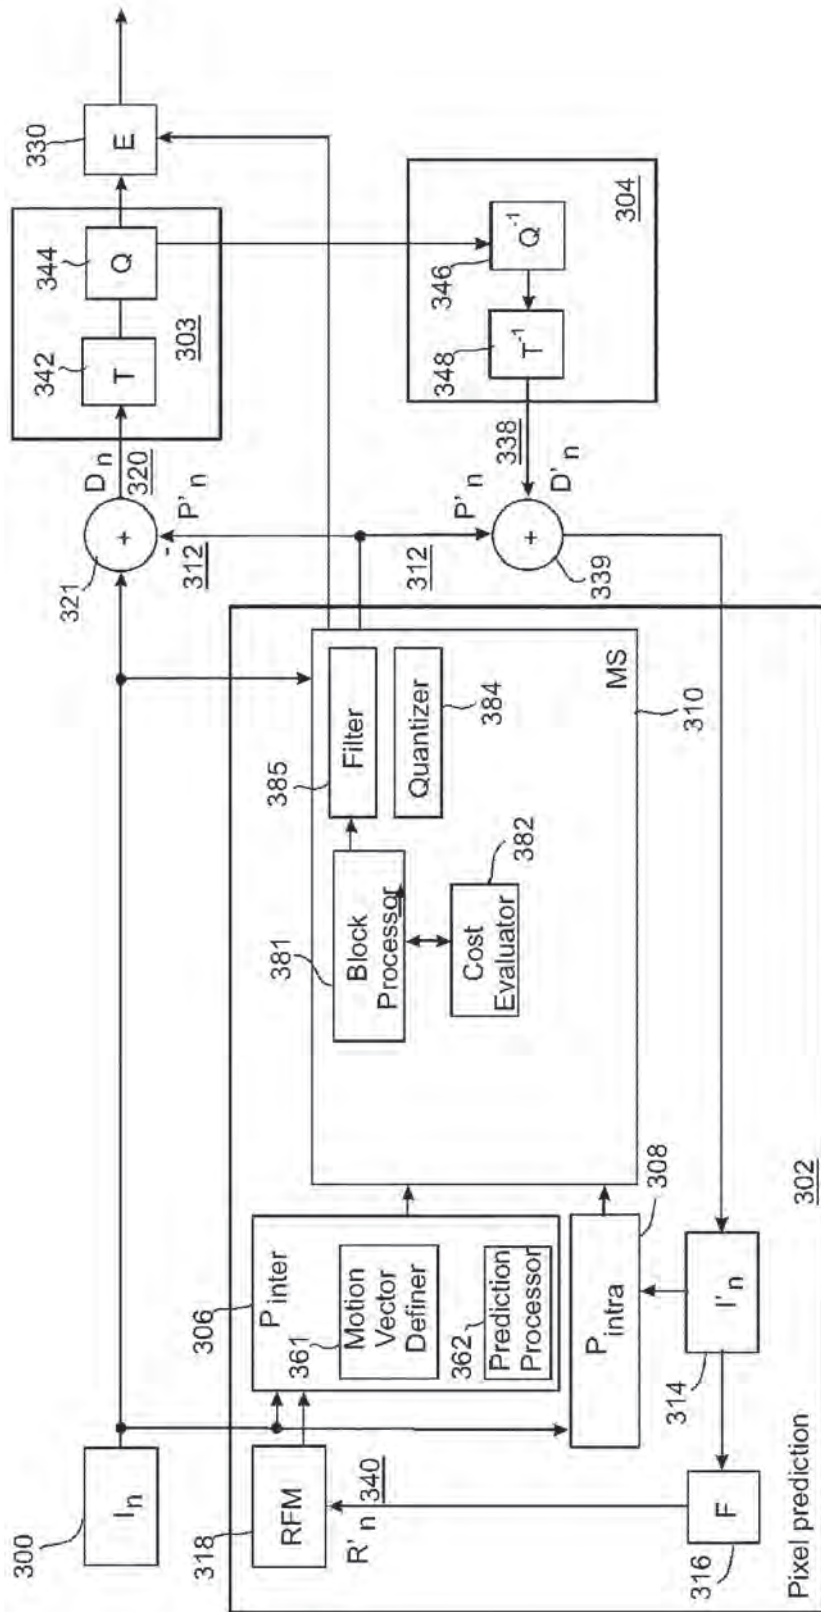 300
I n
318
RFM
R' n 340
306
P inter
361
Motion
Vector
Definer
362
Prediction
Processor
308
P intra
314
I' n
316
F
Pixel prediction
302
381
Block
Processor
382
Cost
Evaluator
385
Filter
384
Quantizer
MS
310
321
+
-
D n
320
P' n
312
312
P' n
+
339
338
D' n
342
T
344
Q
303
330
E
346
Q -1
348
T -1
304